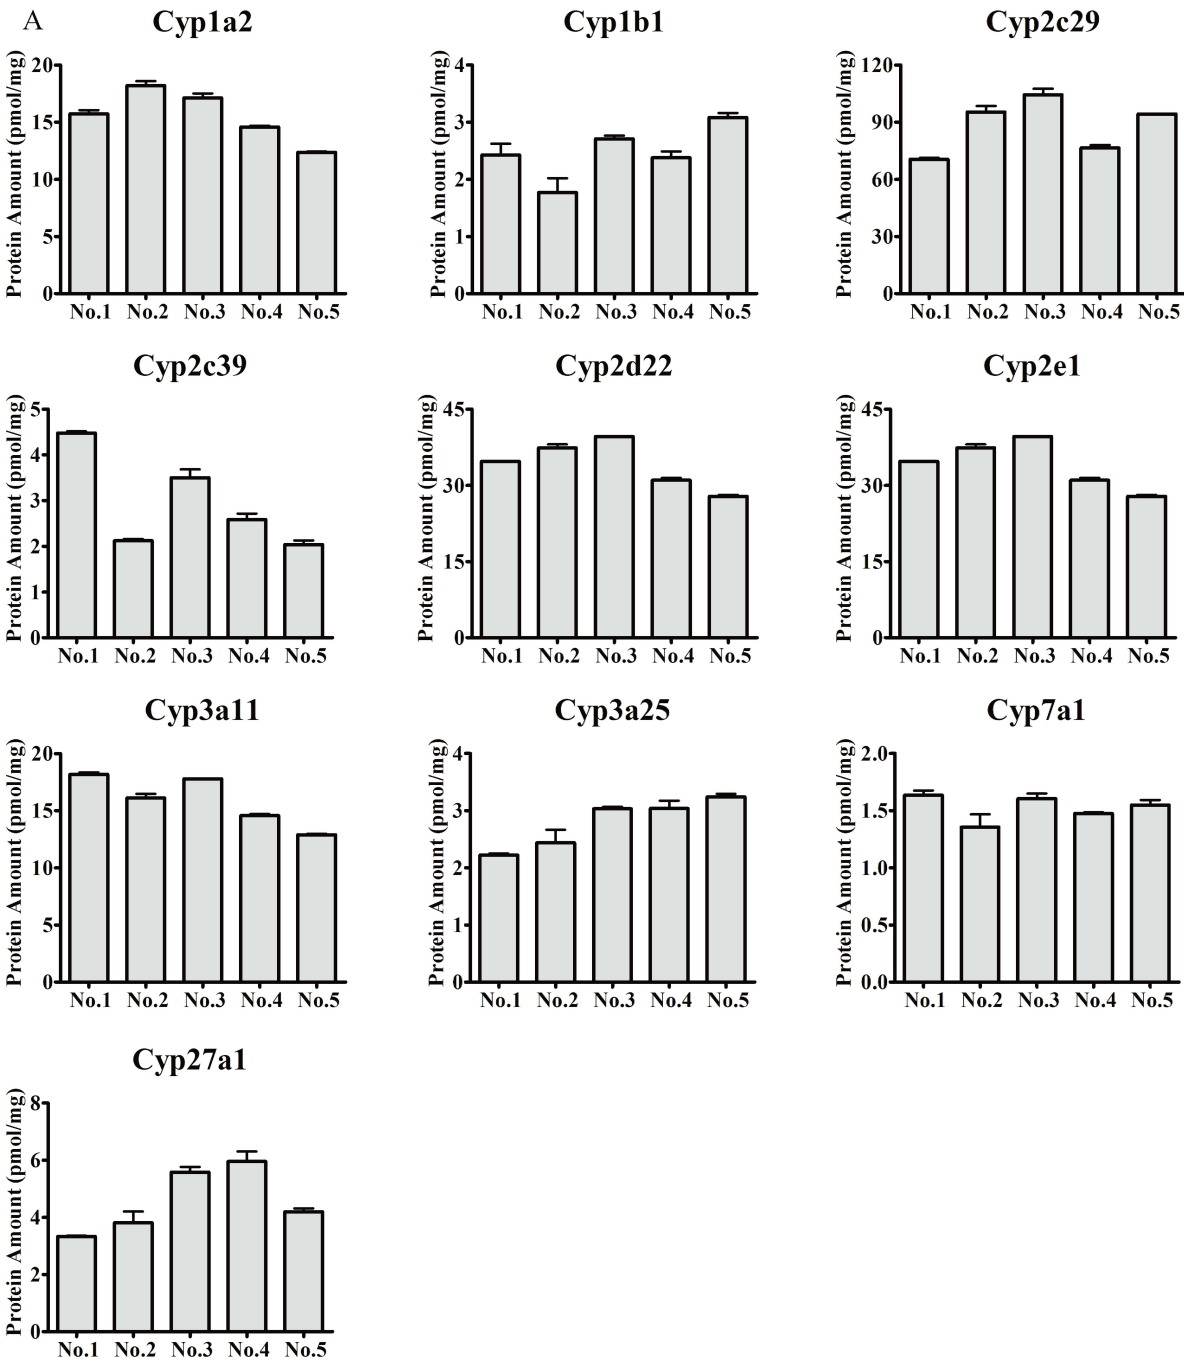 A
Cyp1a2
Cyp1b1
Cyp2c29
Protein Amount (pmol/mg)
20
15
10
5
0
No.1 No.2 No.3 No.4 No.5
Protein Amount (pmol/mg)
4
3
2
1
0
No.1 No.2 No.3 No.4 No.5
Protein Amount (pmol/mg)
120
90
60
30
0
No.1 No.2 No.3 No.4 No.5
Cyp2c39
Cyp2d22
Cyp2e1
Protein Amount (pmol/mg)
5
4
3
2
1
0
No.1 No.2 No.3 No.4 No.5
Protein Amount (pmol/mg)
45
30
15
0
No.1 No.2 No.3 No.4 No.5
Protein Amount (pmol/mg)
45
30
15
0
No.1 No.2 No.3 No.4 No.5
Cyp3a11
Cyp3a25
Cyp7a1
Protein Amount (pmol/mg)
20
15
10
5
0
No.1 No.2 No.3 No.4 No.5
Protein Amount (pmol/mg)
4
3
2
1
0
No.1 No.2 No.3 No.4 No.5
Protein Amount (pmol/mg)
2.0
1.5
1.0
0.5
0.0
No.1 No.2 No.3 No.4 No.5
Cyp27a1
Protein Amount (pmol/mg)
8
6
4
2
0
No.1 No.2 No.3 No.4 No.5